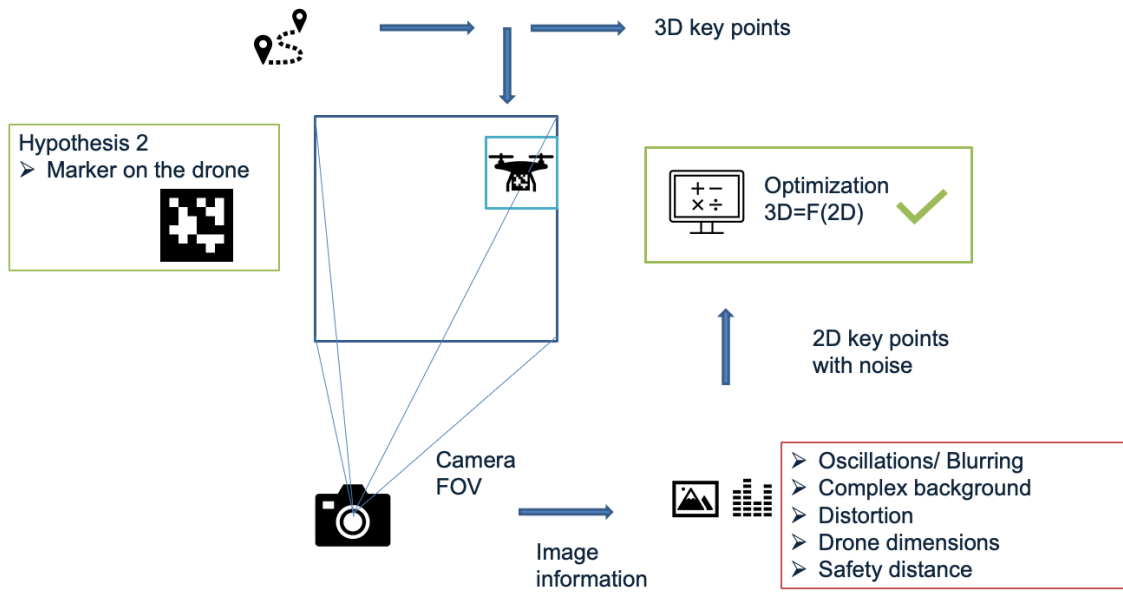 3D key points
Hypothesis 2
➢ Marker on the drone
Optimization
3D=F(2D)
2D key points
with noise
Camera
FOV
Image
information
➢ Oscillations/ Blurring
➢ Complex background
➢ Distortion
➢ Drone dimensions
➢ Safety distance